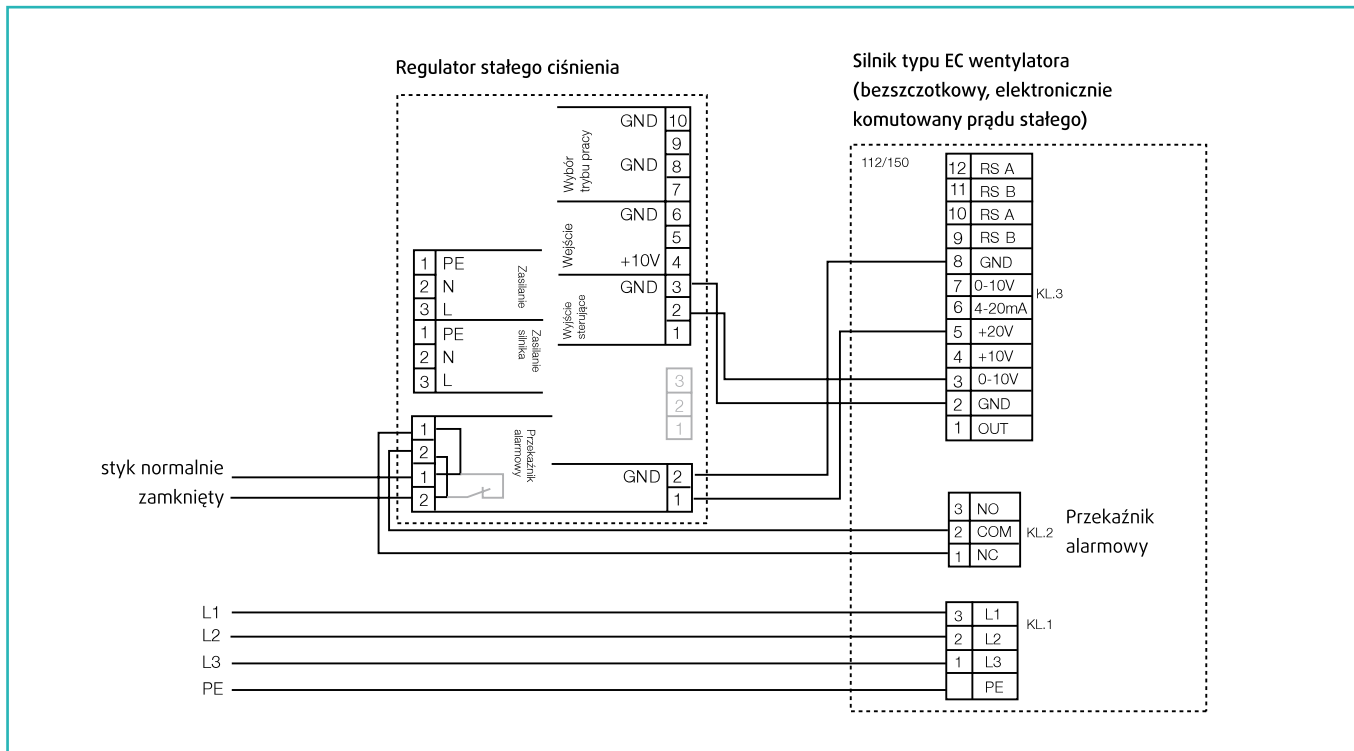 Regulator stałego ciśnienia
Wybór
trybu pracy
GND 10
9
GND 8
7
Wejście
GND 6
5
+10V 4
Wyjście
sterujące
GND 3
2
1
1 PE
2 N
3 L
Zasilanie
1 PE
2 N
3 L
Zasilanie
silnika
3
2
1
1
2
1
2
Przekaźnik
alarmowy
GND 2
1
styk normalnie
zamknięty
Silnik typu EC wentylatora
(bezszczotkowy, elektronicznie
komutowany prądu stałego)
112/150
12 RS A
11 RS B
10 RS A
9 RS B
8 GND
7 0-10V
6 4-20mA
5 +20V
4 +10V
3 0-10V
2 GND
1 OUT
KL.3
3 NO
2 COM
1 NC
KL.2
Przekaźnik
alarmowy
L1
L2
L3
PE
3 L1
2 L2
1 L3
PE
KL.1